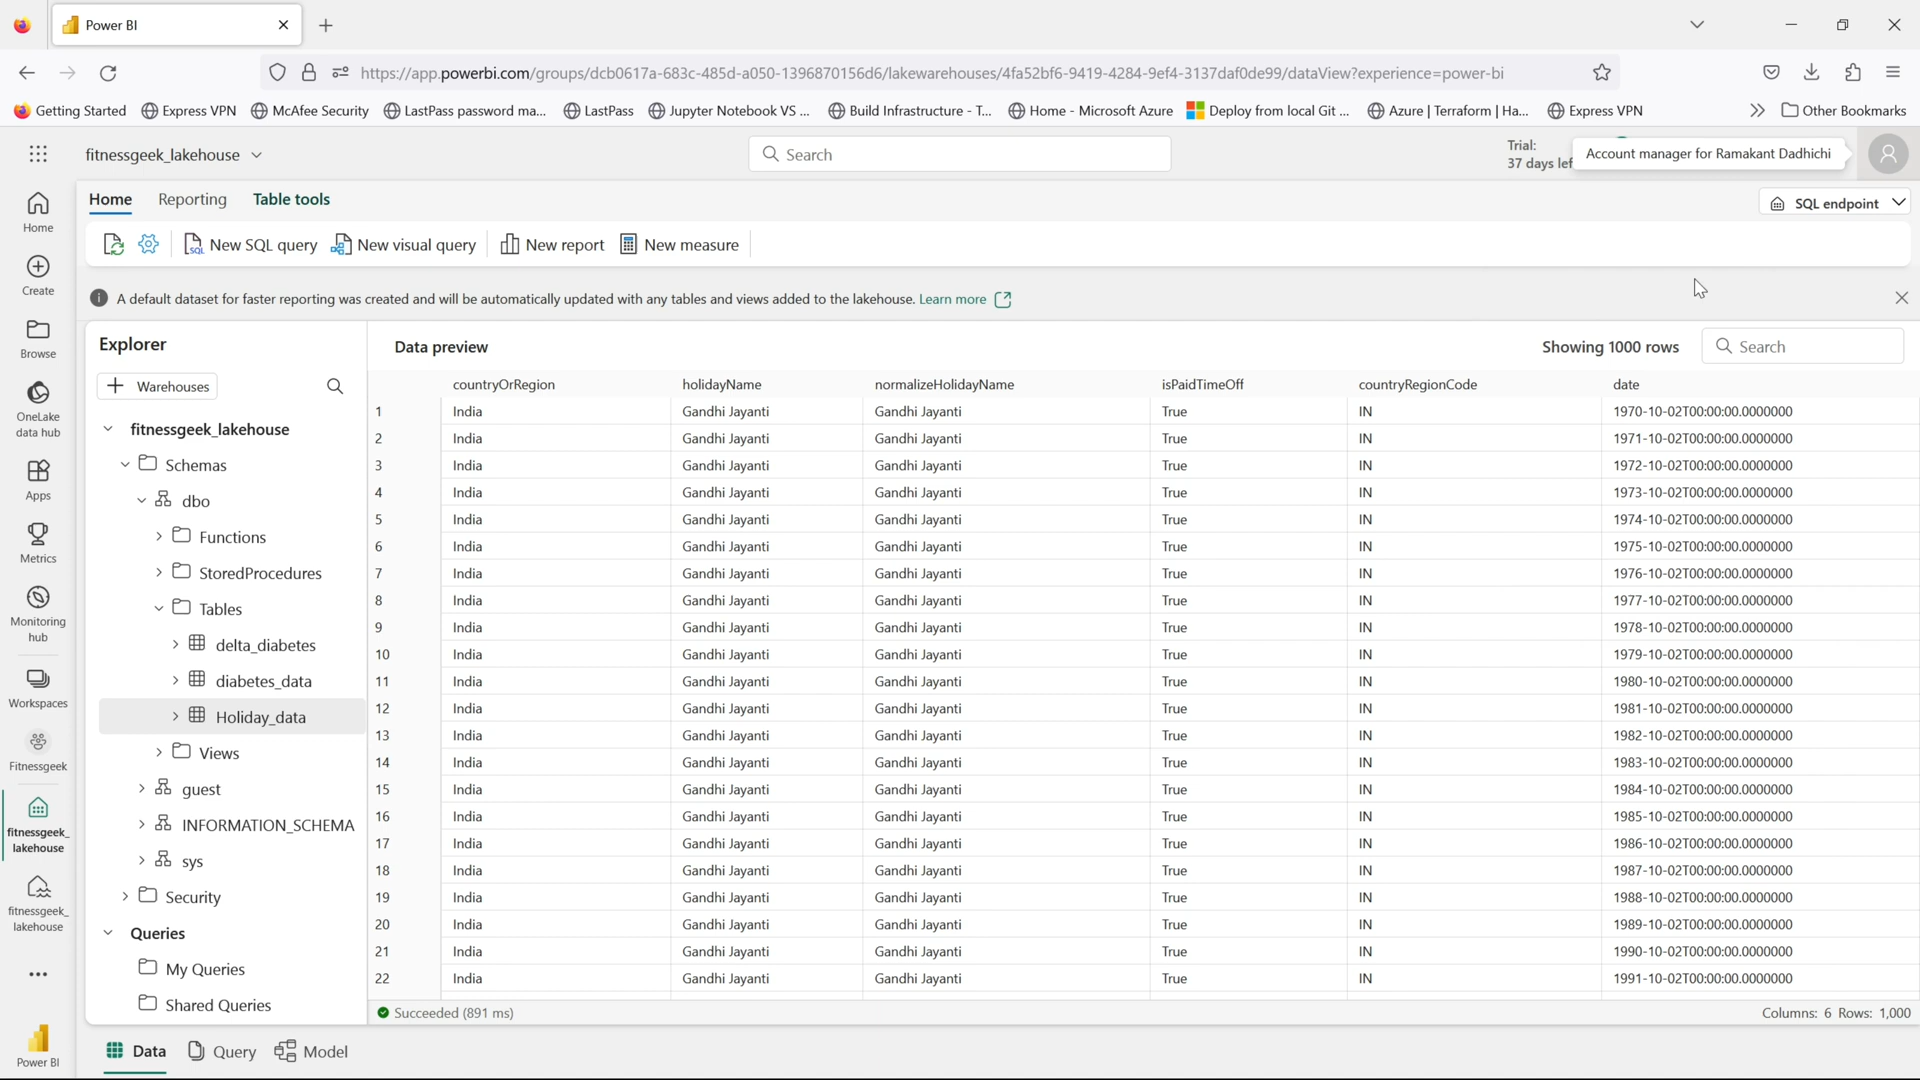 Power BI
https://app.powerbi.com/groups/dcb0617a-683c-485d-a050-1396870156d6/lakewarehouses/4fa52bf6-9419-4284-9ef4-3137daf0de99/dataView?experience=power-bi
Getting Started Express VPN McAfee Security LastPass password ma... LastPass Jupyter Notebook VS ... Build Infrastructure - T... Home - Microsoft Azure Deploy from local Git ... Azure | Terraform | Ha... Express VPN Other Bookmarks
fitnessgeek_lakehouse
Search
Trial:
37 days lef
Account manager for Ramakant Dadhichi
Home
Create
Browse
OneLake
data hub
Apps
Metrics
Monitoring
hub
Workspaces
Fitnessgeek
fitnessgeek_
lakehouse
fitnessgeek_
lakehouse
Power BI
Home Reporting Table tools
SQL endpoint
SQL New SQL query New visual query New report New measure
A default dataset for faster reporting was created and will be automatically updated with any tables and views added to the lakehouse. Learn more
Explorer
Warehouses
fitnessgeek_lakehouse
Schemas
dbo
Functions
StoredProcedures
Tables
delta_diabetes
diabetes_data
Holiday_data
Views
guest
INFORMATION_SCHEMA
sys
Security
Queries
My Queries
Shared Queries
Data preview
Showing 1000 rows
Search
countryOrRegion holidayName normalizeHolidayName isPaidTimeOff countryRegionCode date
1 India Gandhi Jayanti Gandhi Jayanti True IN 1970-10-02T00:00:00.0000000
2 India Gandhi Jayanti Gandhi Jayanti True IN 1971-10-02T00:00:00.0000000
3 India Gandhi Jayanti Gandhi Jayanti True IN 1972-10-02T00:00:00.0000000
4 India Gandhi Jayanti Gandhi Jayanti True IN 1973-10-02T00:00:00.0000000
5 India Gandhi Jayanti Gandhi Jayanti True IN 1974-10-02T00:00:00.0000000
6 India Gandhi Jayanti Gandhi Jayanti True IN 1975-10-02T00:00:00.0000000
7 India Gandhi Jayanti Gandhi Jayanti True IN 1976-10-02T00:00:00.0000000
8 India Gandhi Jayanti Gandhi Jayanti True IN 1977-10-02T00:00:00.0000000
9 India Gandhi Jayanti Gandhi Jayanti True IN 1978-10-02T00:00:00.0000000
10 India Gandhi Jayanti Gandhi Jayanti True IN 1979-10-02T00:00:00.0000000
11 India Gandhi Jayanti Gandhi Jayanti True IN 1980-10-02T00:00:00.0000000
12 India Gandhi Jayanti Gandhi Jayanti True IN 1981-10-02T00:00:00.0000000
13 India Gandhi Jayanti Gandhi Jayanti True IN 1982-10-02T00:00:00.0000000
14 India Gandhi Jayanti Gandhi Jayanti True IN 1983-10-02T00:00:00.0000000
15 India Gandhi Jayanti Gandhi Jayanti True IN 1984-10-02T00:00:00.0000000
16 India Gandhi Jayanti Gandhi Jayanti True IN 1985-10-02T00:00:00.0000000
17 India Gandhi Jayanti Gandhi Jayanti True IN 1986-10-02T00:00:00.0000000
18 India Gandhi Jayanti Gandhi Jayanti True IN 1987-10-02T00:00:00.0000000
19 India Gandhi Jayanti Gandhi Jayanti True IN 1988-10-02T00:00:00.0000000
20 India Gandhi Jayanti Gandhi Jayanti True IN 1989-10-02T00:00:00.0000000
21 India Gandhi Jayanti Gandhi Jayanti True IN 1990-10-02T00:00:00.0000000
22 India Gandhi Jayanti Gandhi Jayanti True IN 1991-10-02T00:00:00.0000000
Succeeded (891 ms)
Columns: 6 Rows: 1,000
Data Query Model